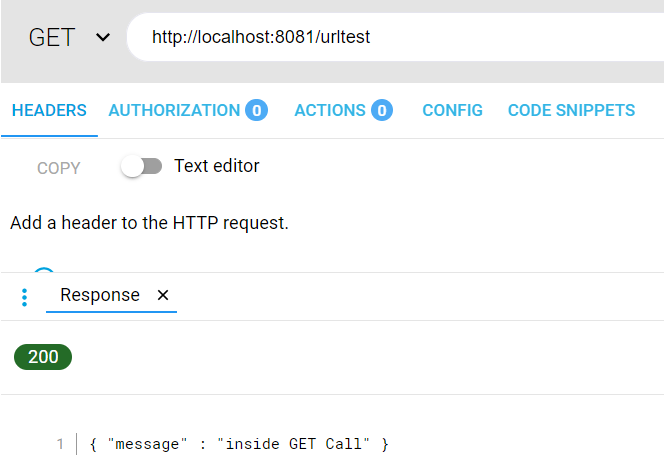 GET http://localhost:8081/urltest
HEADERS AUTHORIZATION 0 ACTIONS 0 CONFIG CODE SNIPPETS
COPY Text editor
Add a header to the HTTP request.
Response ×
200
1 { "message" : "inside GET Call" }